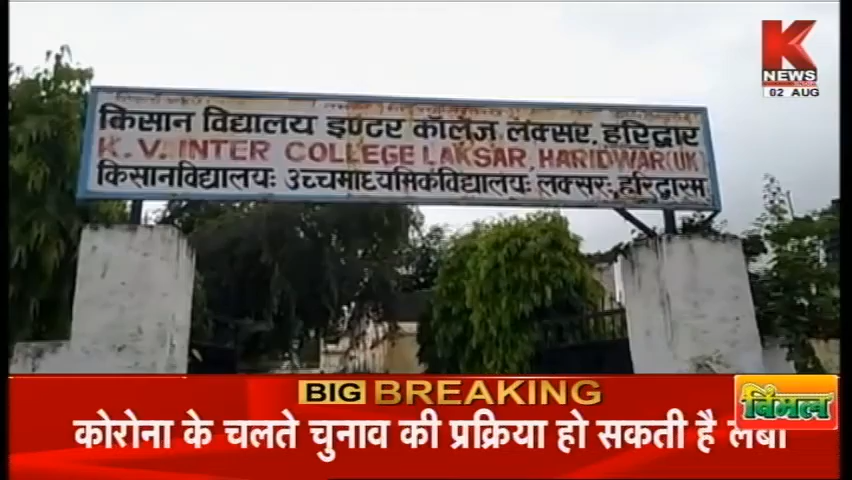 K
NEWS
INDIA
02 AUG
किसान विद्यालय इण्टर कॉलेज लक्सर, हरिद्वार
K. V. INTER COLLEGE LAKSAR, HARIDWAR(UK)
किसानविद्यालयः उच्चमाध्यमिकविद्यालयः लक्सरः, हरिद्वारम
BIG BREAKING
विमल
कोरोना के चलते चुनाव की प्रक्रिया हो सकती है लंबी